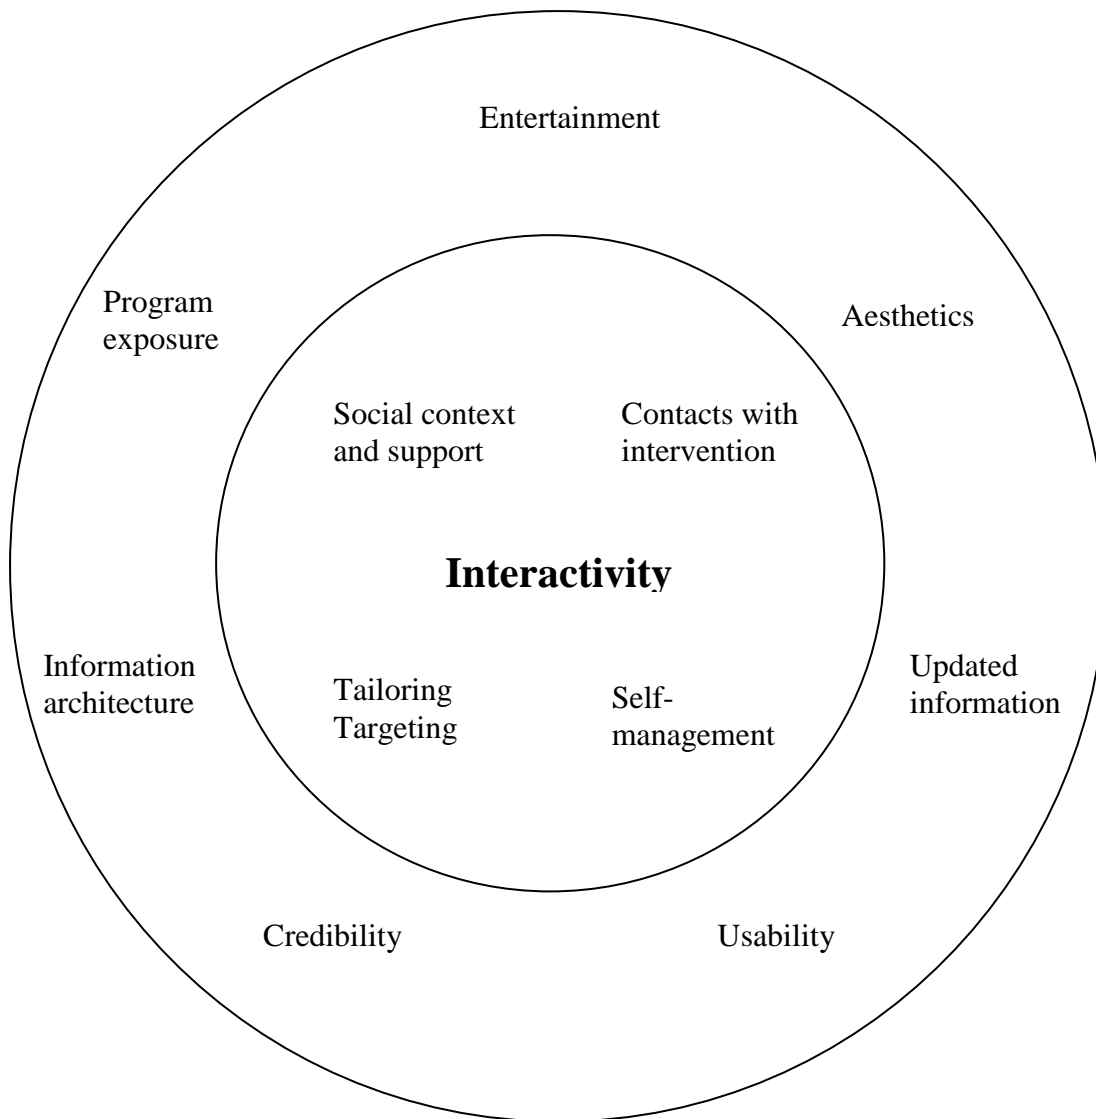 Entertainment
Program
exposure
Aesthetics
Social context
and support
Contacts with
intervention
Interactivity
Information
architecture
Updated
information
Tailoring
Targeting
Self-
management
Credibility
Usability